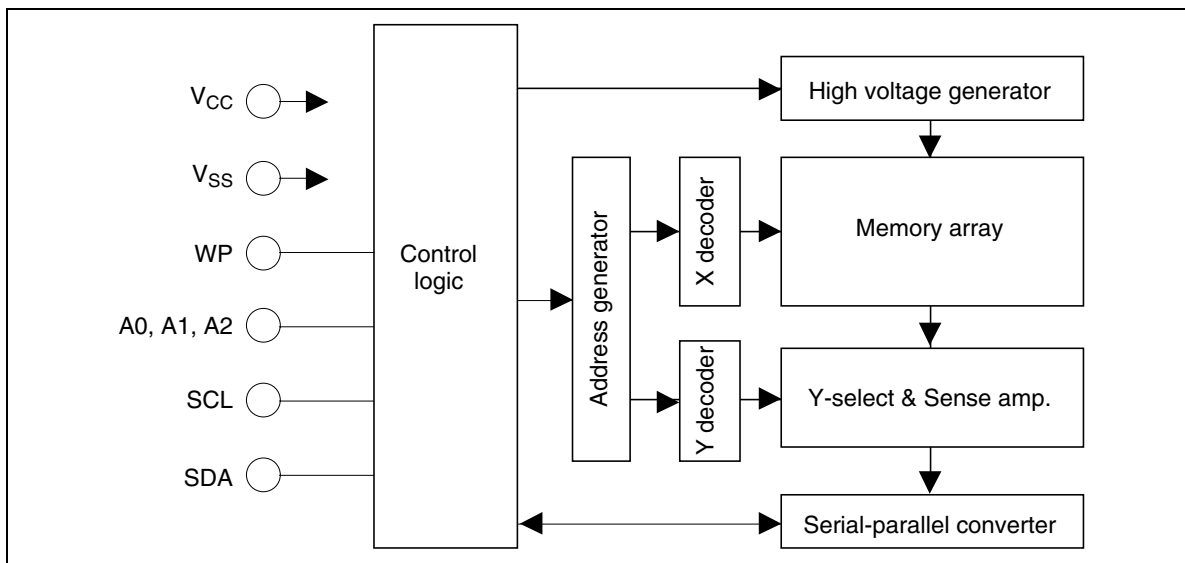 VCC
VSS
WP
A0, A1, A2
SCL
SDA
Control
logic
Address generator
X decoder
Y decoder
High voltage generator
Memory array
Y-select & Sense amp.
Serial-parallel converter